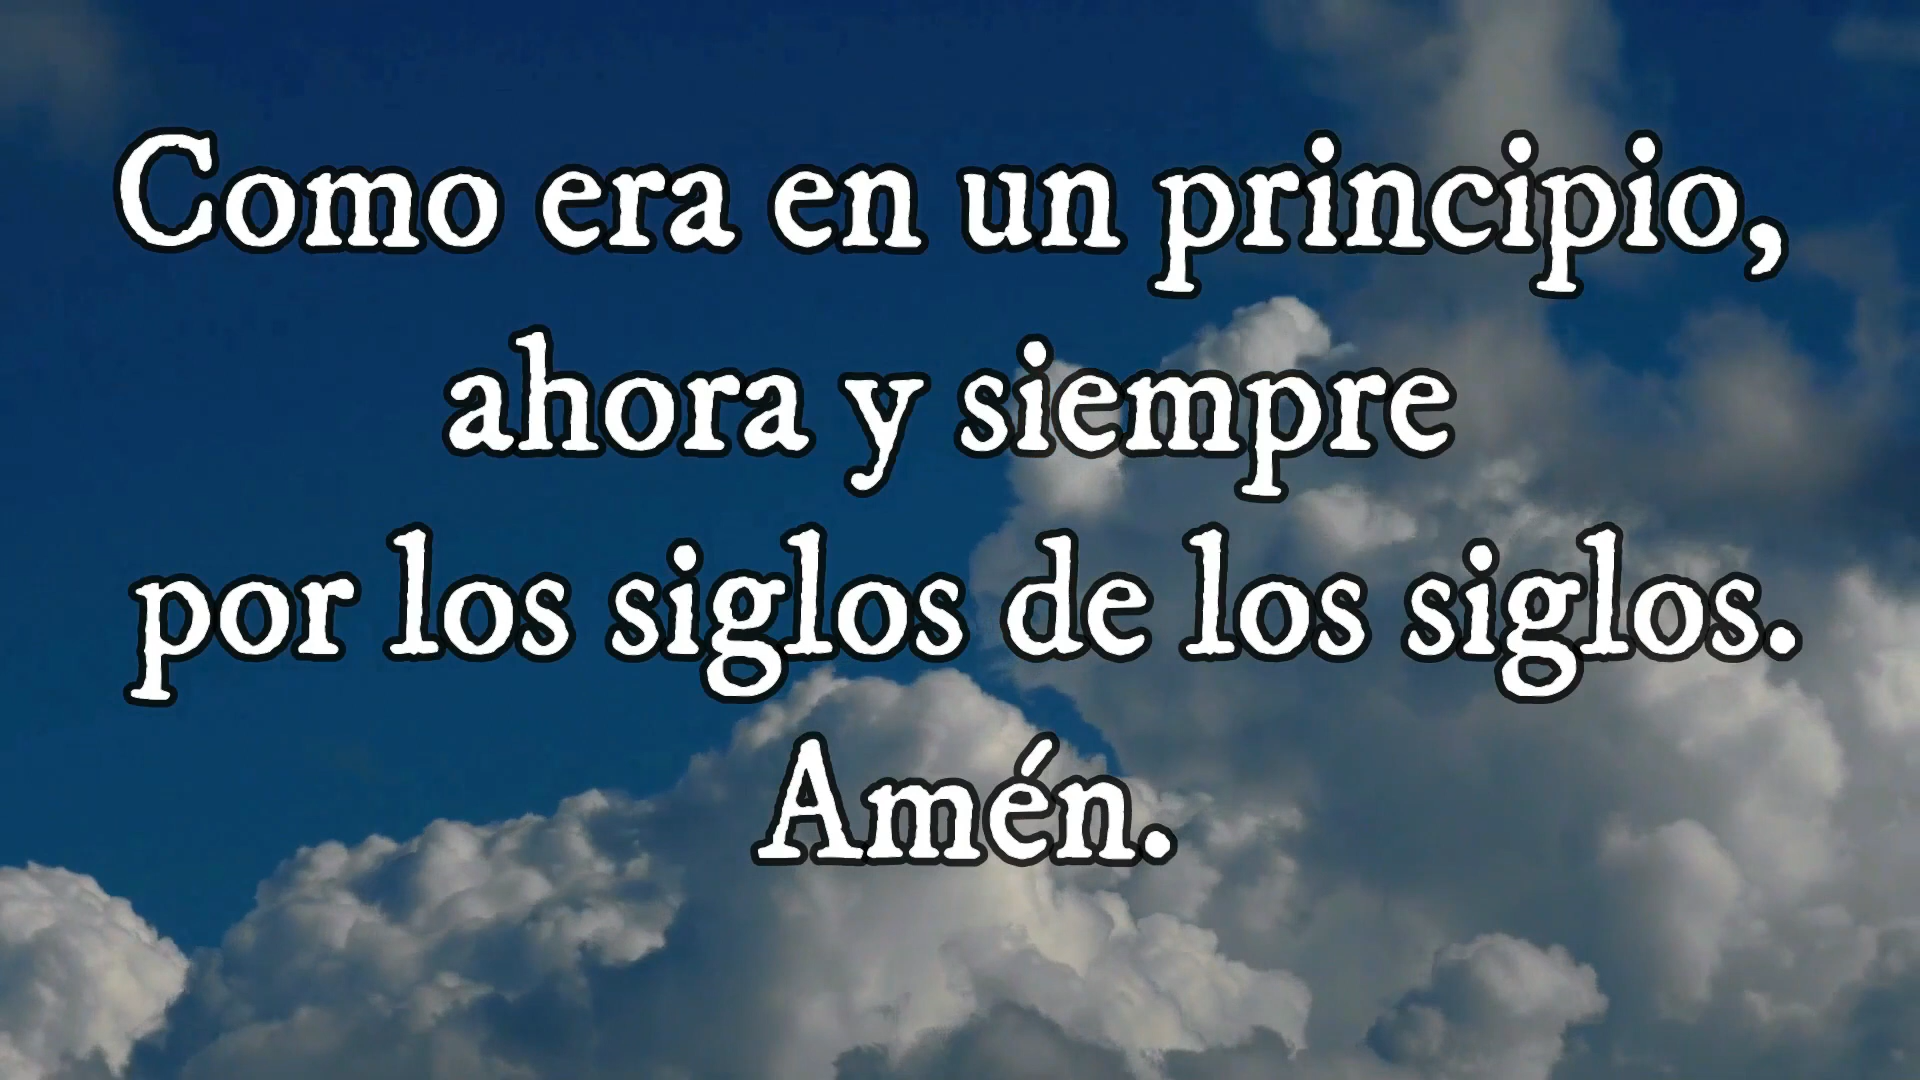 Como era en un principio,
ahora y siempre
por los siglos de los siglos.
Amén.